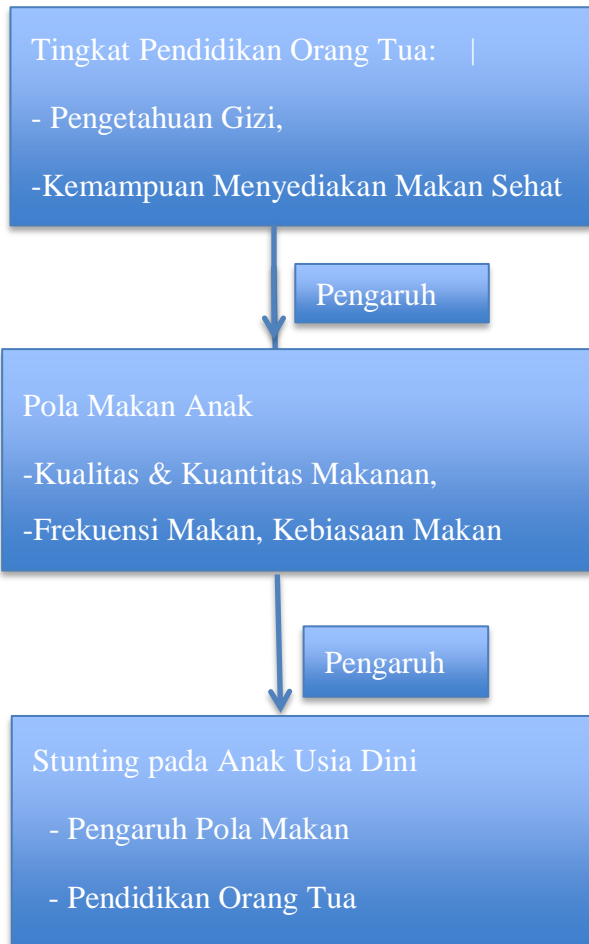 Tingkat Pendidikan Orang Tua: |
- Pengetahuan Gizi,
-Kemampuan Menyediakan Makan Sehat
Pengaruh
Pola Makan Anak
-Kualitas & Kuantitas Makanan,
-Frekuensi Makan, Kebiasaan Makan
Pengaruh
Stunting pada Anak Usia Dini
- Pengaruh Pola Makan
- Pendidikan Orang Tua